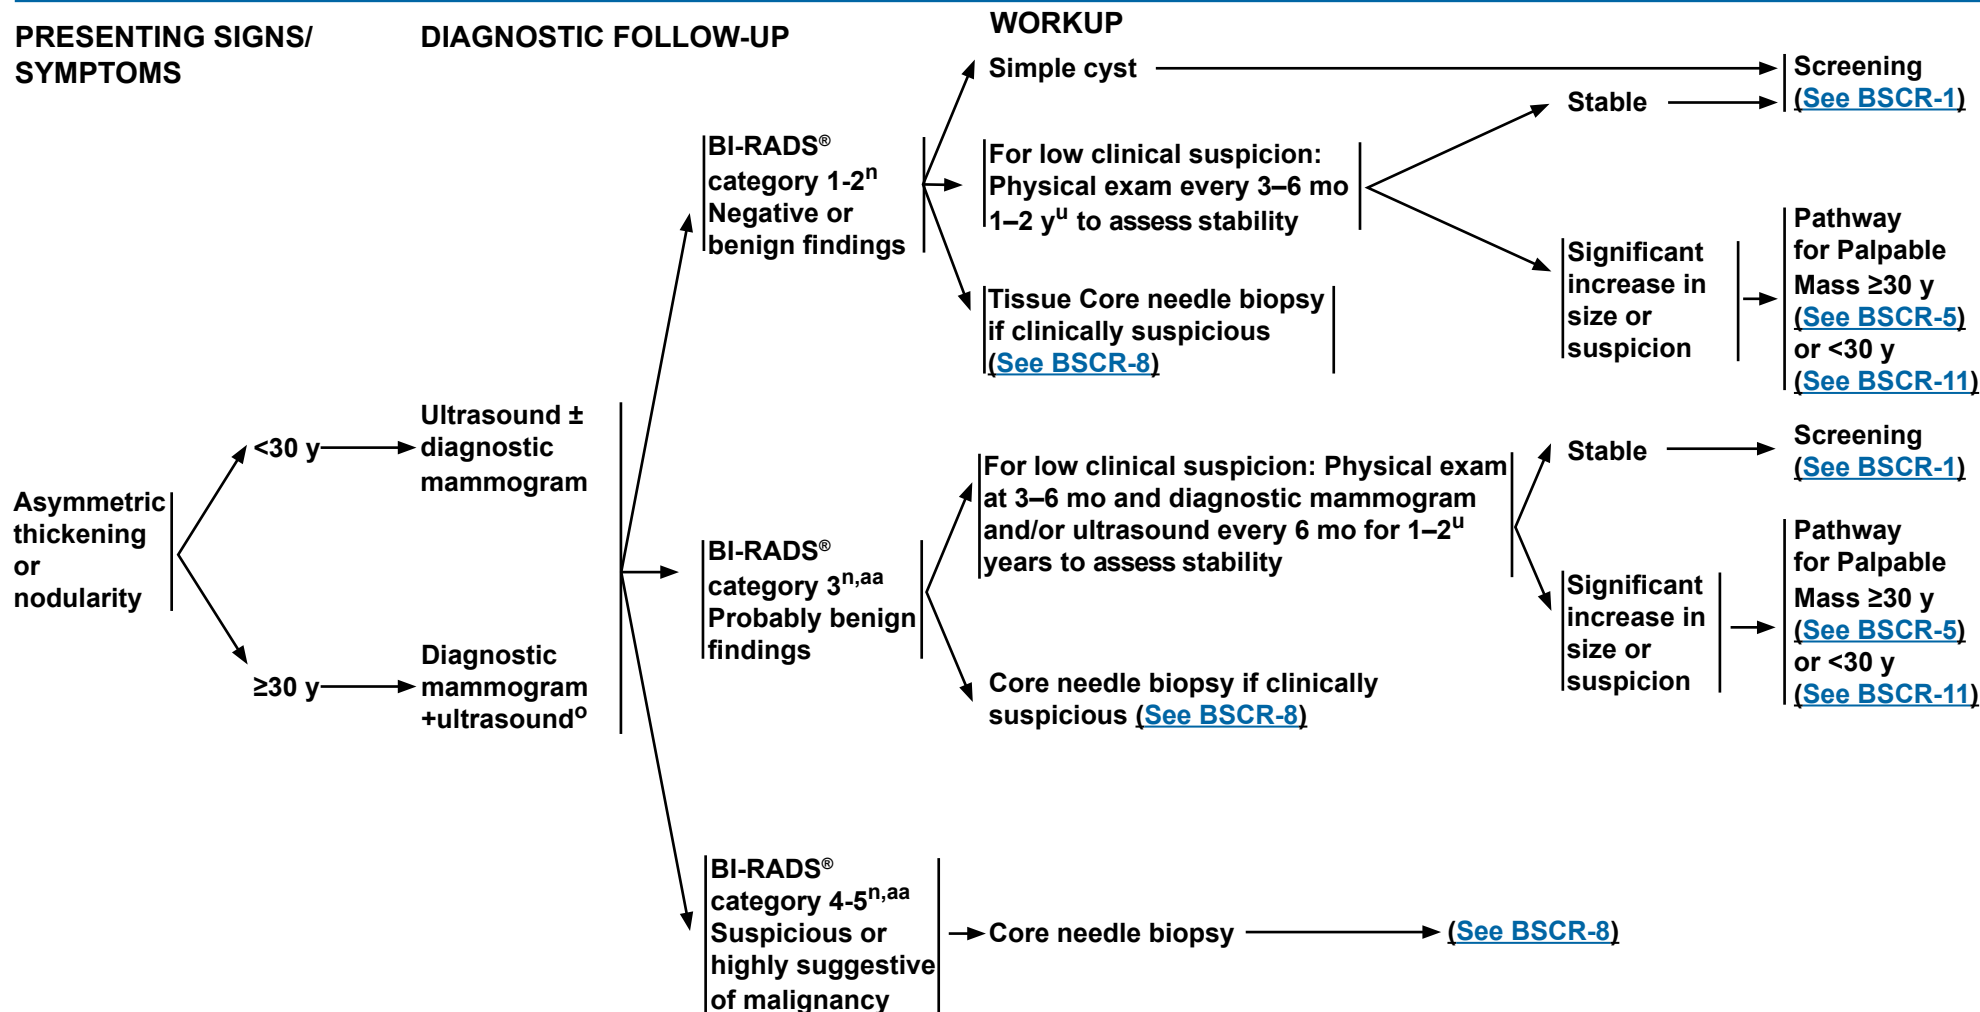 PRESENTING SIGNS/
SYMPTOMS
DIAGNOSTIC FOLLOW-UP
WORKUP
Asymmetric
thickening
or
nodularity
<30 y
≥30 y
Ultrasound ±
diagnostic
mammogram
Diagnostic
mammogram
+ultrasoundº
BI-RADS®
category 1-2ⁿ
Negative or
benign findings
Simple cyst
For low clinical suspicion:
Physical exam every 3–6 mo
1–2 yᵘ to assess stability
Tissue Core needle biopsy
if clinically suspicious
(See BSCR-8)
Stable
Screening
(See BSCR-1)
Significant
increase in
size or
suspicion
Pathway
for Palpable
Mass ≥30 y
(See BSCR-5)
or <30 y
(See BSCR-11)
BI-RADS®
category 3ⁿ,ᵃᵃ
Probably benign
findings
For low clinical suspicion: Physical exam
at 3–6 mo and diagnostic mammogram
and/or ultrasound every 6 mo for 1–2ᵘ
years to assess stability
Core needle biopsy if clinically
suspicious (See BSCR-8)
Stable
Screening
(See BSCR-1)
Significant
increase in
size or
suspicion
Pathway
for Palpable
Mass ≥30 y
(See BSCR-5)
or <30 y
(See BSCR-11)
BI-RADS®
category 4-5ⁿ,ᵃᵃ
Suspicious or
highly suggestive
of malignancy
Core needle biopsy
(See BSCR-8)